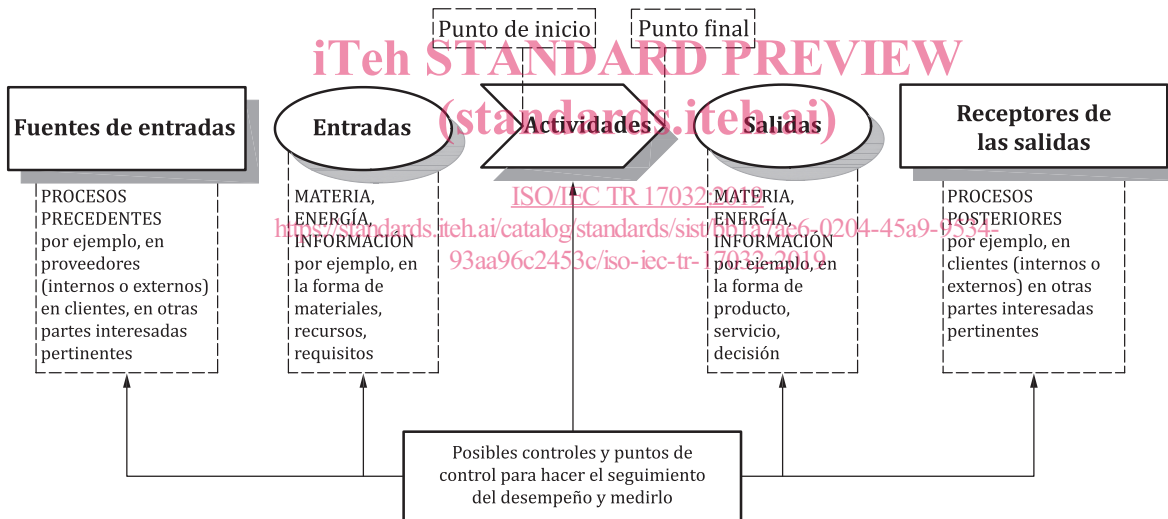 Punto de inicio
Punto final
iTeh STANDARD PREVIEW
(standards.iteh.ai)
Fuentes de entradas
Entradas
Actividades
Salidas
Receptores de
las salidas
ISO/IEC TR 17032:2019
https://standards.iteh.ai/catalog/standards/sist/bb1a7ae6-0204-45a9-9534-
93aa96c2453c/iso-iec-tr-17032-2019
PROCESOS
PRECEDENTES
por ejemplo, en
proveedores
(internos o externos)
en clientes, en otras
partes interesadas
pertinentes
MATERIA,
ENERGÍA,
INFORMACIÓN
por ejemplo, en
la forma de
materiales,
recursos,
requisitos
MATERIA,
ENERGÍA,
INFORMACIÓN
por ejemplo, en
la forma de
producto,
servicio,
decisión
PROCESOS
POSTERIORES
por ejemplo, en
clientes (internos o
externos) en otras
partes interesadas
pertinentes
Posibles controles y puntos de
control para hacer el seguimiento
del desempeño y medirlo